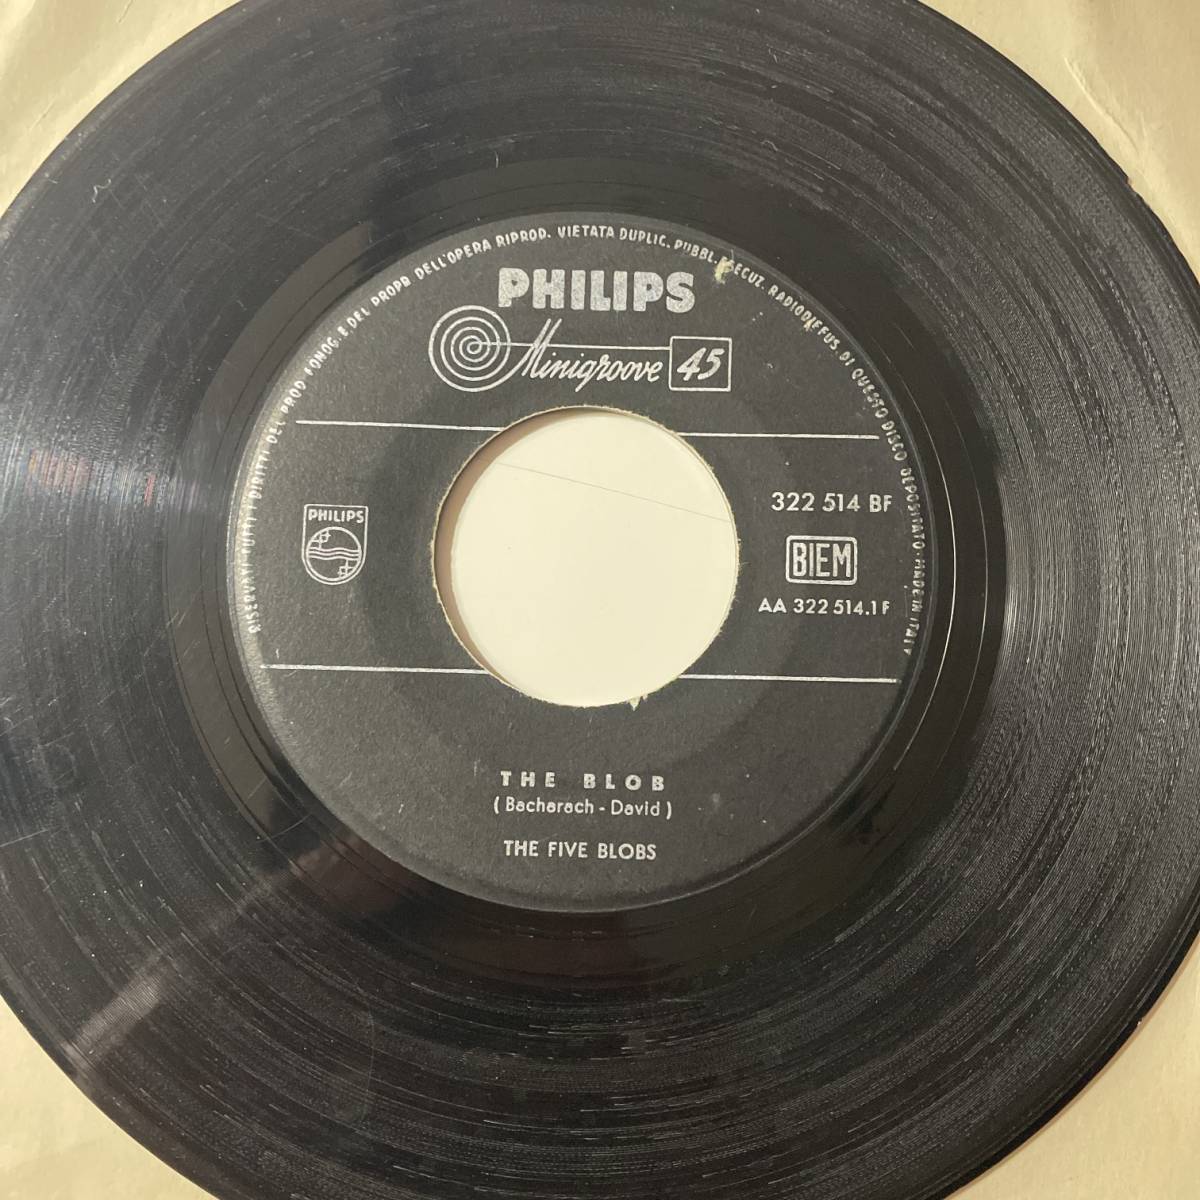 RISERVATI TUTTI I DIRITTI DEL PROD. FONOG. E DEL PROPR. DELL'OPERA RIPROD. VIETATA DUPLIC. PUBBL. ESECUZ. RADIODIFFUS. DI QUESTO DISCO DEPOSITATO - MADE IN ITALY
PHILIPS
Minigroove 45
322 514 BF
PHILIPS
BIEM
AA 322 514.1 F
THE BLOB
( Bacharach - David )
THE FIVE BLOBS